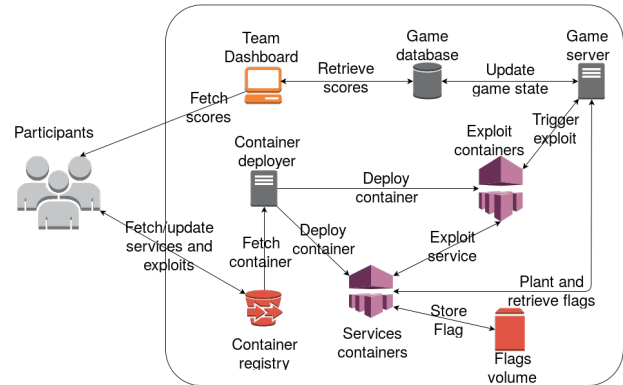 Team
Dashboard
Game
database
Game
server
Retrieve
scores
Update
game state
Fetch
scores
Participants
Container
deployer
Exploit
containers
Trigger
exploit
Deploy
container
Fetch/update
services and
exploits
Fetch
container
Deploy
container
Exploit
service
Plant and
retrieve flags
Store
Flag
Container
registry
Services
containers
Flags
volume